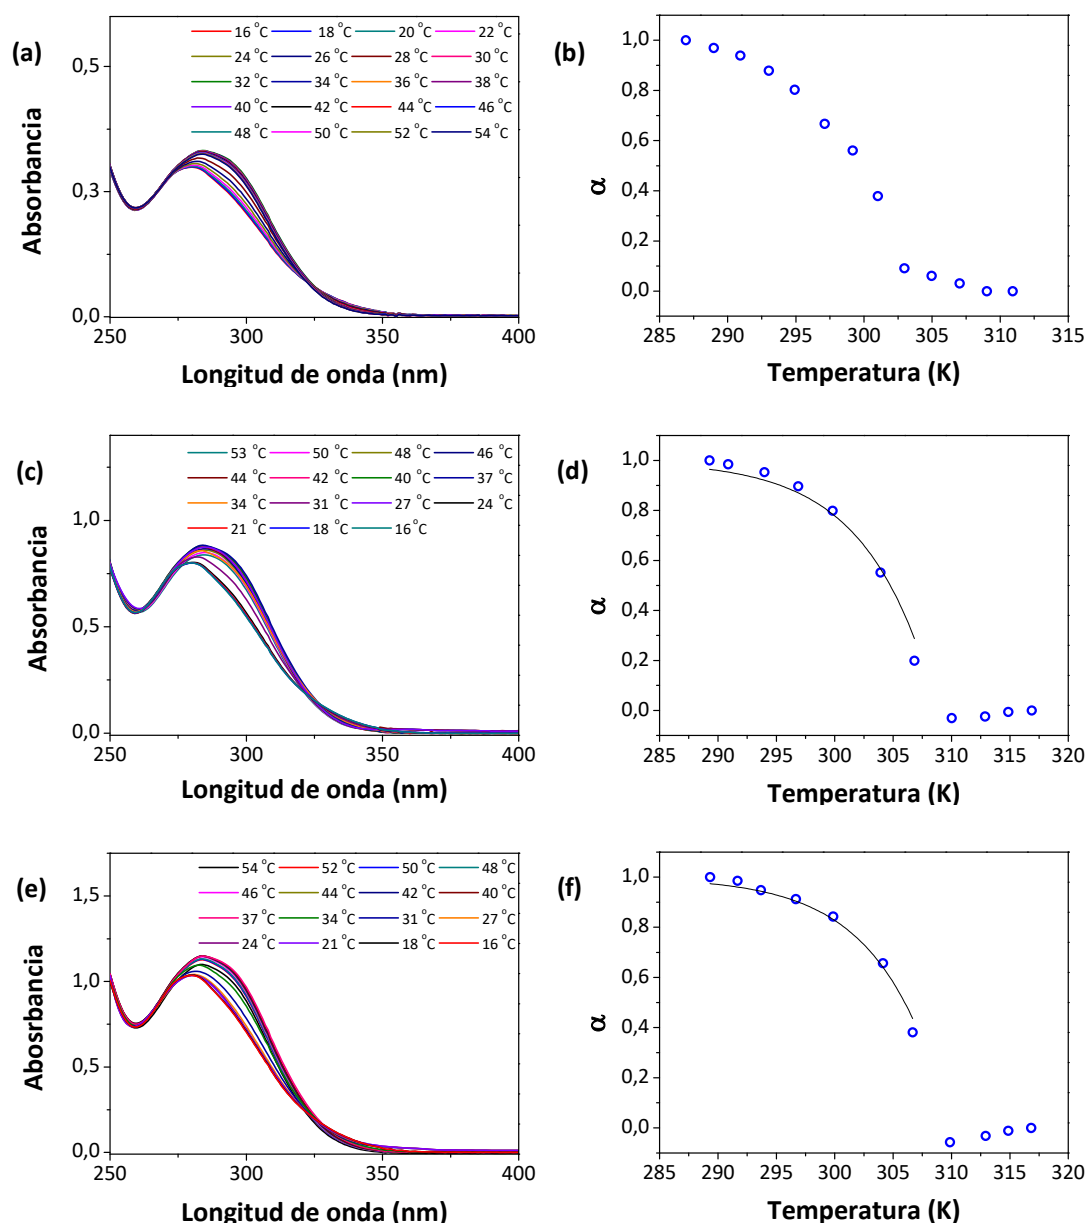 (a)
16 °C 18 °C 20 °C 22 °C
24 °C 26 °C 28 °C 30 °C
32 °C 34 °C 36 °C 38 °C
40 °C 42 °C 44 °C 46 °C
48 °C 50 °C 52 °C 54 °C
0,5
0,3
0,0
250 300 350 400
Absorbancia
Longitud de onda (nm)
(b)
1,0
0,8
0,6
0,4
0,2
0,0
285 290 295 300 305 310 315
α
Temperatura (K)
(c)
53 °C 50 °C 48 °C 46 °C
44 °C 42 °C 40 °C 37 °C
34 °C 31 °C 27 °C 24 °C
21 °C 18 °C 16°C
1,0
0,5
0,0
250 300 350 400
Absorbancia
Longitud de onda (nm)
(d)
1,0
0,8
0,6
0,4
0,2
0,0
285 290 295 300 305 310 315 320
α
Temperatura (K)
(e)
54 °C 52 °C 50 °C 48 °C
46 °C 44 °C 42 °C 40 °C
37 °C 34 °C 31 °C 27 °C
24 °C 21 °C 18 °C 16 °C
1,5
1,0
0,5
0,0
250 300 350 400
Abosrbancia
Longitud de onda (nm)
(f)
1,0
0,8
0,6
0,4
0,2
0,0
285 290 295 300 305 310 315 320
α
Temperatura (K)